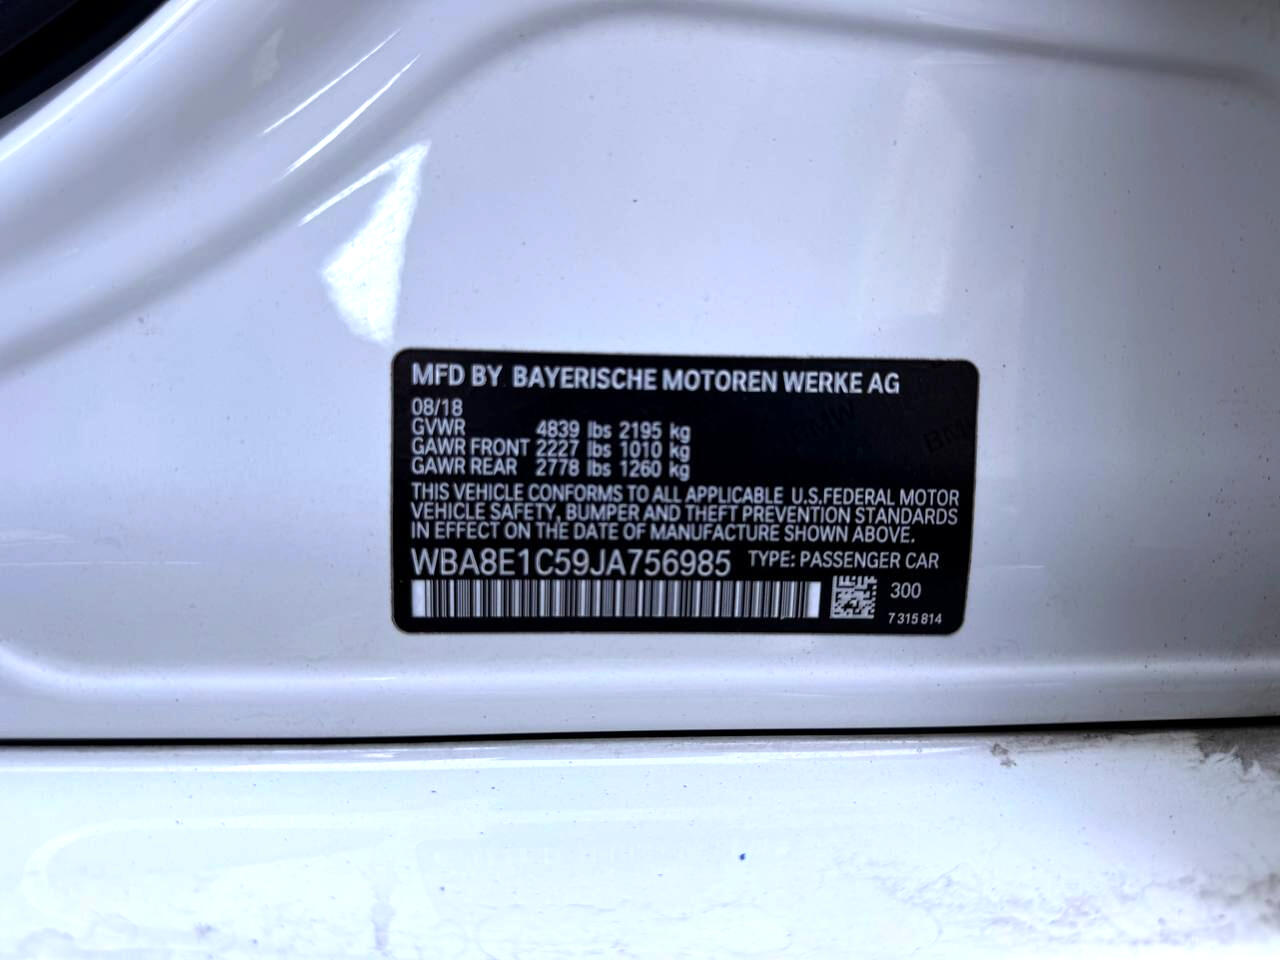 MFD BY BAYERISCHE MOTOREN WERKE AG
08/18
GVWR 4839 lbs 2195 kg
GAWR FRONT 2227 lbs 1010 kg
GAWR REAR 2778 lbs 1260 kg
THIS VEHICLE CONFORMS TO ALL APPLICABLE U.S.FEDERAL MOTOR
VEHICLE SAFETY, BUMPER AND THEFT PREVENTION STANDARDS
IN EFFECT ON THE DATE OF MANUFACTURE SHOWN ABOVE.
WBA8E1C59JA756985 TYPE: PASSENGER CAR
300
7 315 814
BMW
BMW